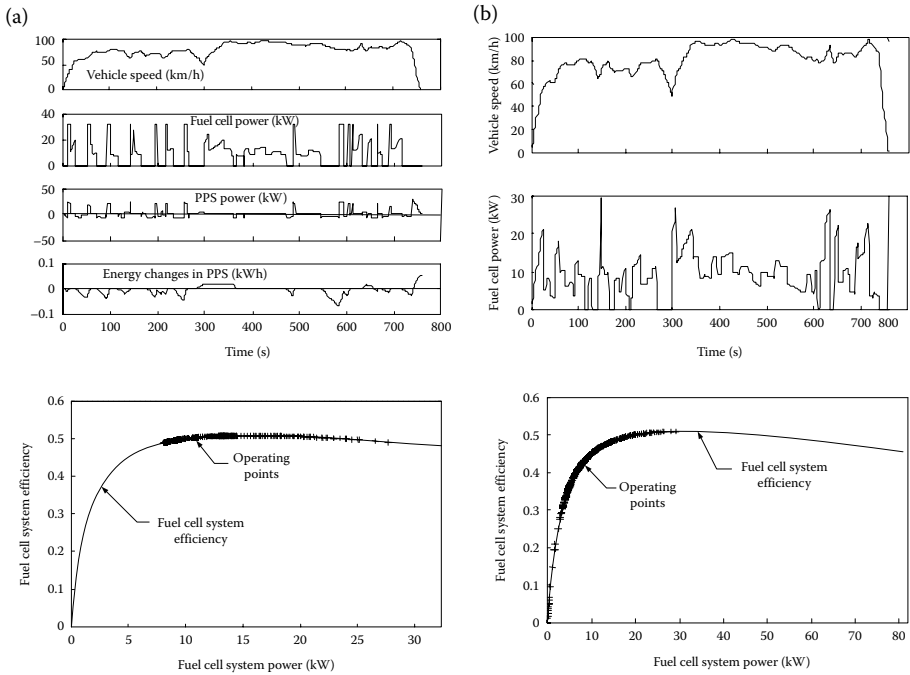 (a)
100
50
0
Vehicle speed (km/h)
40
20
0
Fuel cell power (kW)
50
0
−50
PPS power (kW)
0.1
0
−0.1
Energy changes in PPS (kWh)
0 100 200 300 400 500 600 700 800
Time (s)
(b)
Vehicle speed (km/h)
100
80
60
40
20
0
Fuel cell power (kW)
30
20
10
0
0 100 200 300 400 500 600 700 800
Time (s)
Fuel cell system efficiency
0.6
0.5
0.4
0.3
0.2
0.1
0
Operating
points
Fuel cell system
efficiency
0 5 10 15 20 25 30
Fuel cell system power (kW)
Fuel cell system efficiency
0.6
0.5
0.4
0.3
0.2
0.1
0
Operating
points
Fuel cell system
efficiency
0 10 20 30 40 50 60 70 80
Fuel cell system power (kW)